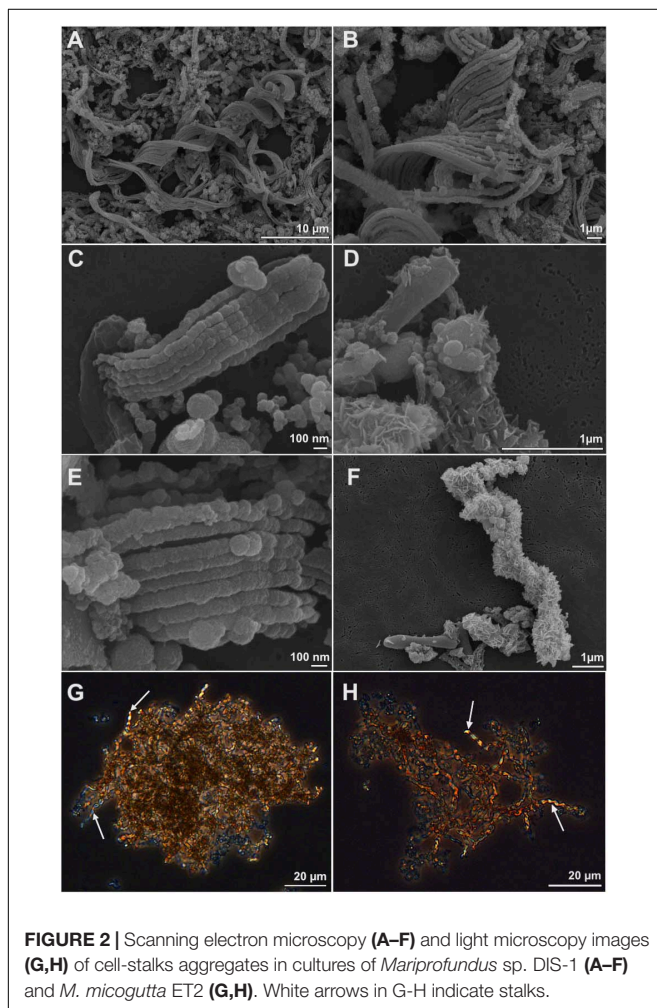 A
B
10 µm
1µm
C
D
100 nm
1µm
E
F
100 nm
1µm
G
H
20 µm
20 µm
FIGURE 2 | Scanning electron microscopy (A–F) and light microscopy images
(G,H) of cell-stalks aggregates in cultures of Mariprofundus sp. DIS-1 (A–F)
and M. micogutta ET2 (G,H). White arrows in G-H indicate stalks.